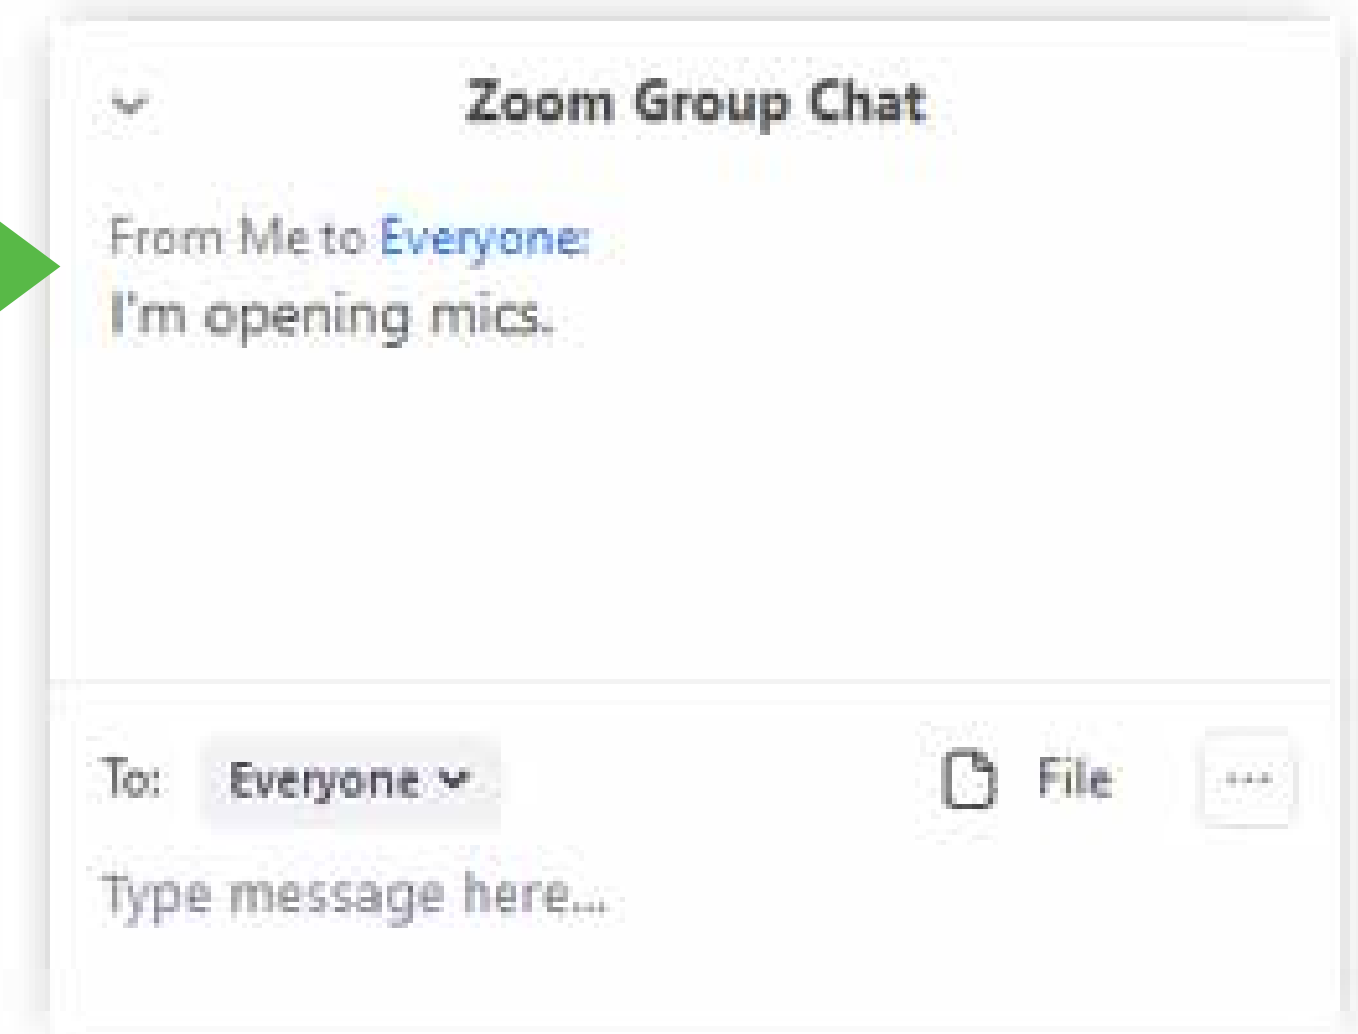 Zoom Group Chat
From Me to Everyone:
I'm opening mics.
To: Everyone File ...
Type message here...